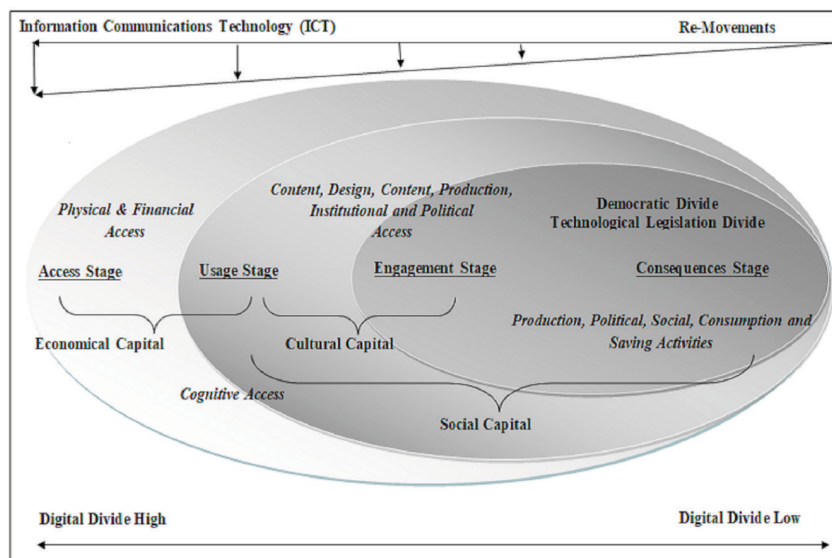 Information Communications Technology (ICT)
Re-Movements
Content, Design, Content, Production,
Institutional and Political
Access
Physical & Financial
Access
Democratic Divide
Technological Legislation Divide
Access Stage
Usage Stage
Engagement Stage
Consequences Stage
Economical Capital
Cultural Capital
Production, Political, Social, Consumption and
Saving Activities
Cognitive Access
Social Capital
Digital Divide High
Digital Divide Low